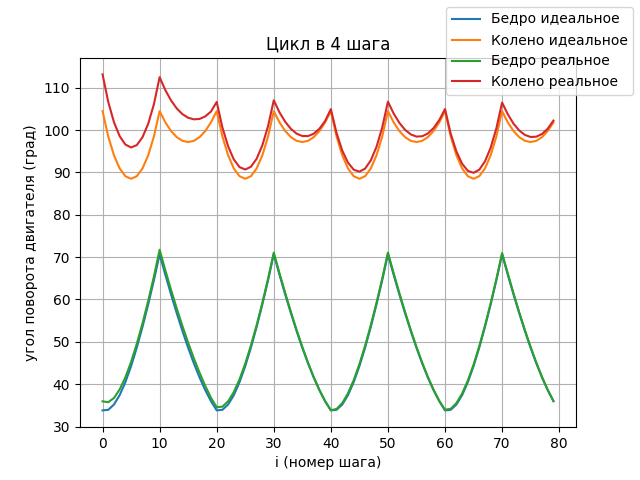 Цикл в 4 шага
Бедро идеальное
Колено идеальное
Бедро реальное
Колено реальное
угол поворота двигателя (град)
110
100
90
80
70
60
50
40
30
0 10 20 30 40 50 60 70 80
i (номер шага)